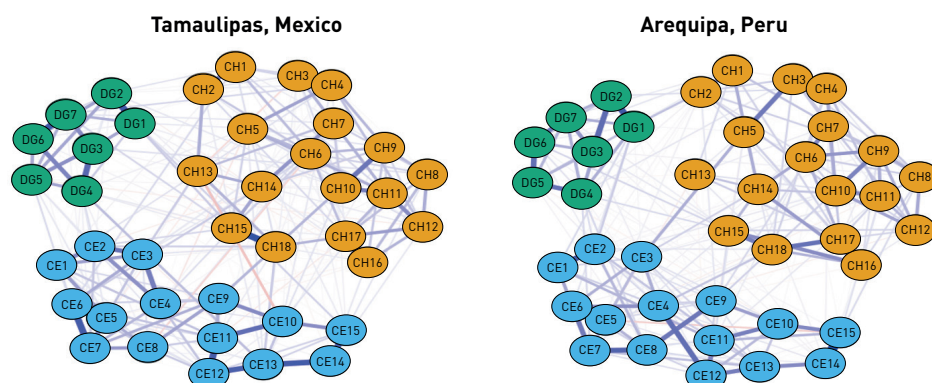 Tamaulipas, Mexico
CH1
CH3
CH4
CH2
DG2
DG7
DG1
CH5
CH7
DG6
DG3
CH6
CH9
CH13
CH8
DG5
DG4
CH14
CH10
CH11
CH15
CH17
CH12
CH18
CH16
CE2
CE3
CE1
CE6
CE4
CE9
CE5
CE10
CE7
CE8
CE11
CE15
CE12
CE13
CE14
Arequipa, Peru
CH1
CH3
CH4
CH2
DG2
DG7
DG1
CH5
CH7
DG6
DG3
CH6
CH9
CH13
CH8
DG5
DG4
CH14
CH10
CH11
CH15
CH17
CH12
CH18
CH16
CE2
CE3
CE1
CE6
CE4
CE9
CE5
CE10
CE7
CE8
CE11
CE15
CE12
CE13
CE14